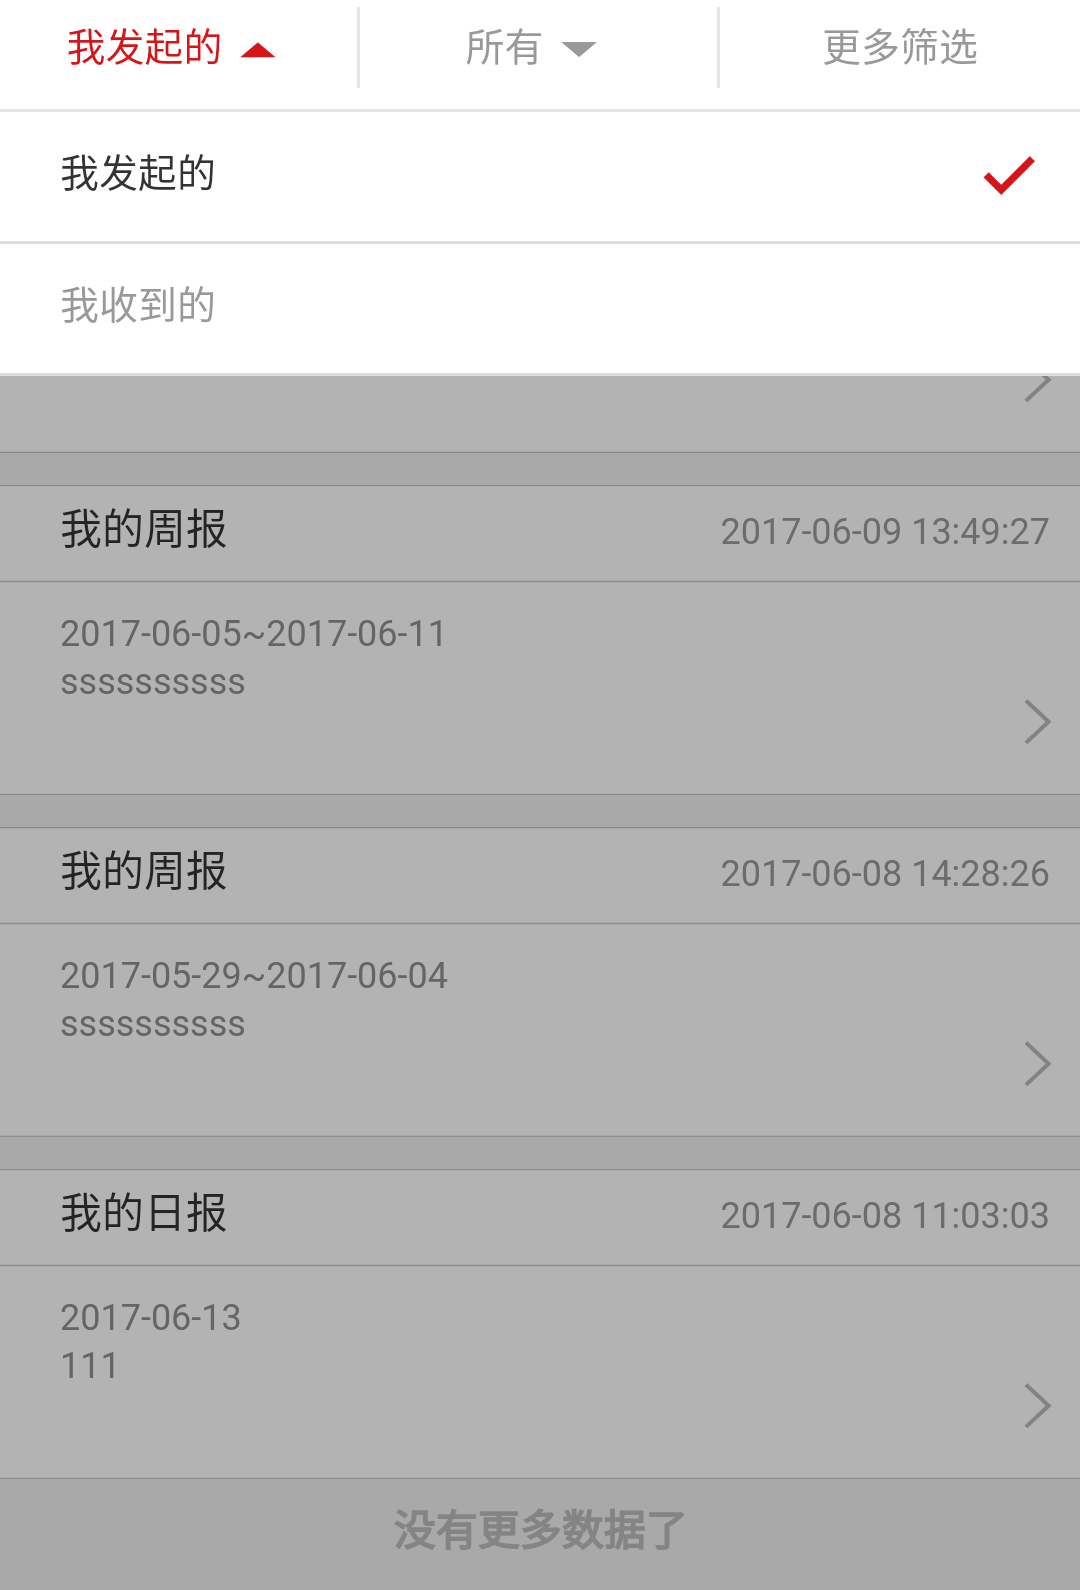 我发起的 所有 更多筛选
我发起的
我收到的
我的周报 2017-06-09 13:49:27
2017-06-05~2017-06-11
ssssssssss
我的周报 2017-06-08 14:28:26
2017-05-29~2017-06-04
ssssssssss
我的日报 2017-06-08 11:03:03
2017-06-13
111
没有更多数据了